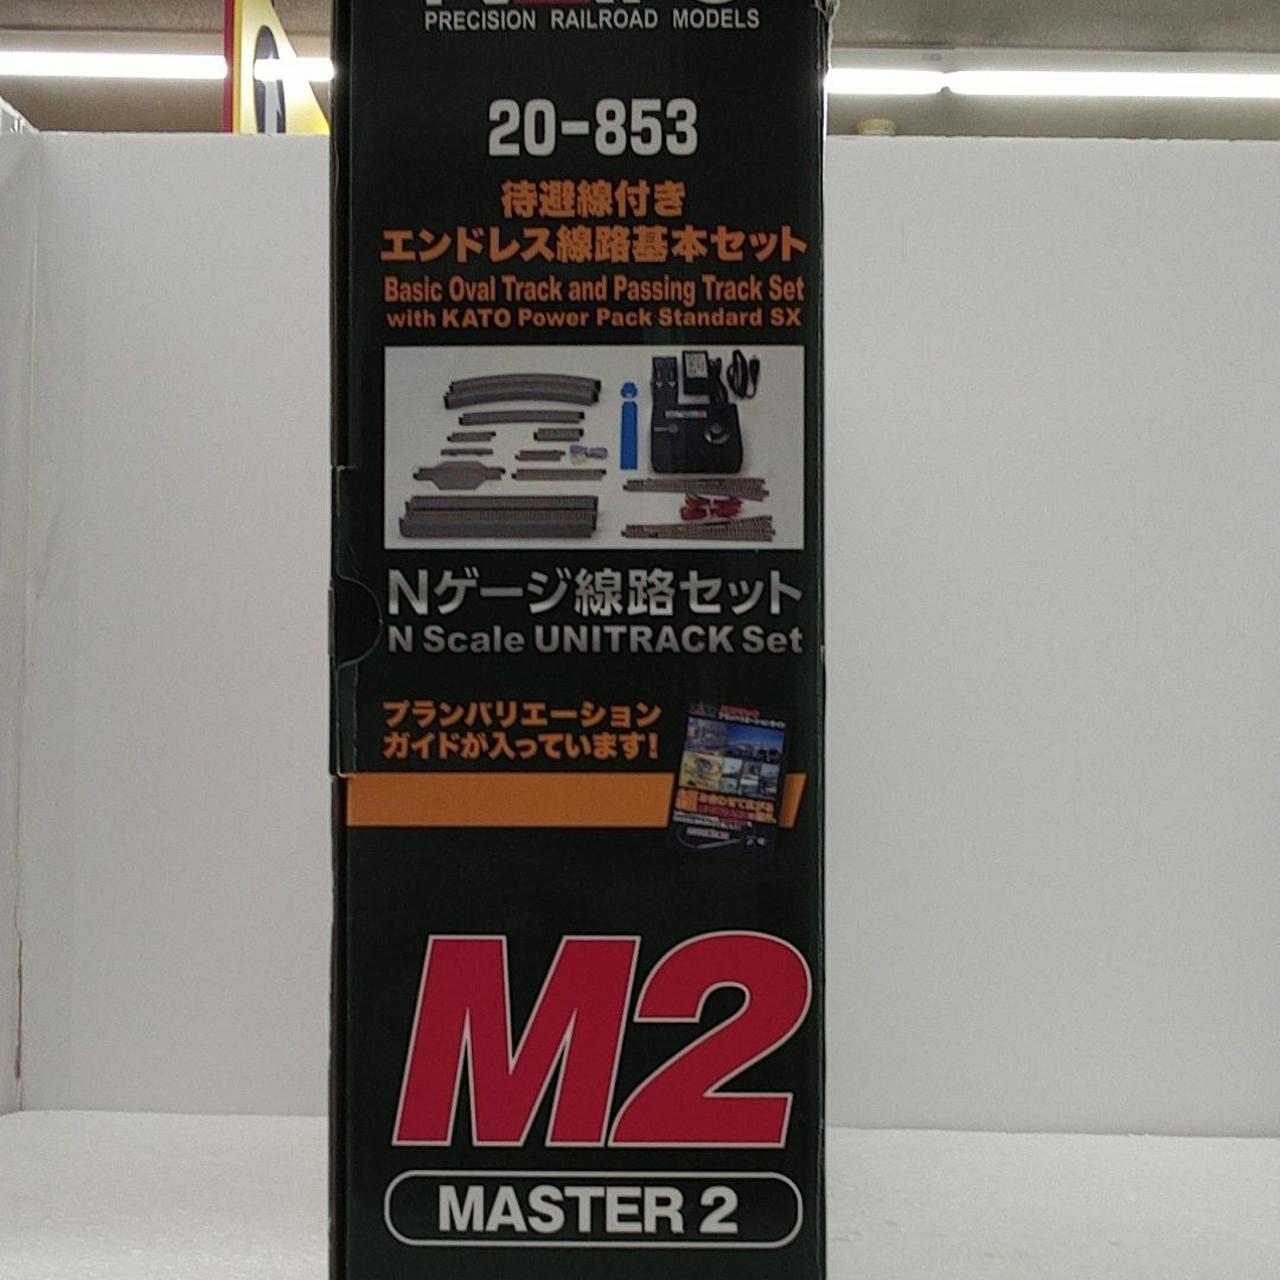 PRECISION RAILROAD MODELS
20-853
待避線付き
エンドレス線路基本セット
Basic Oval Track and Passing Track Set
with KATO Power Pack Standard SX
Nゲージ線路セット
N Scale UNITRACK Set
プランバリエーション
ガイドが入っています!
M2
MASTER 2